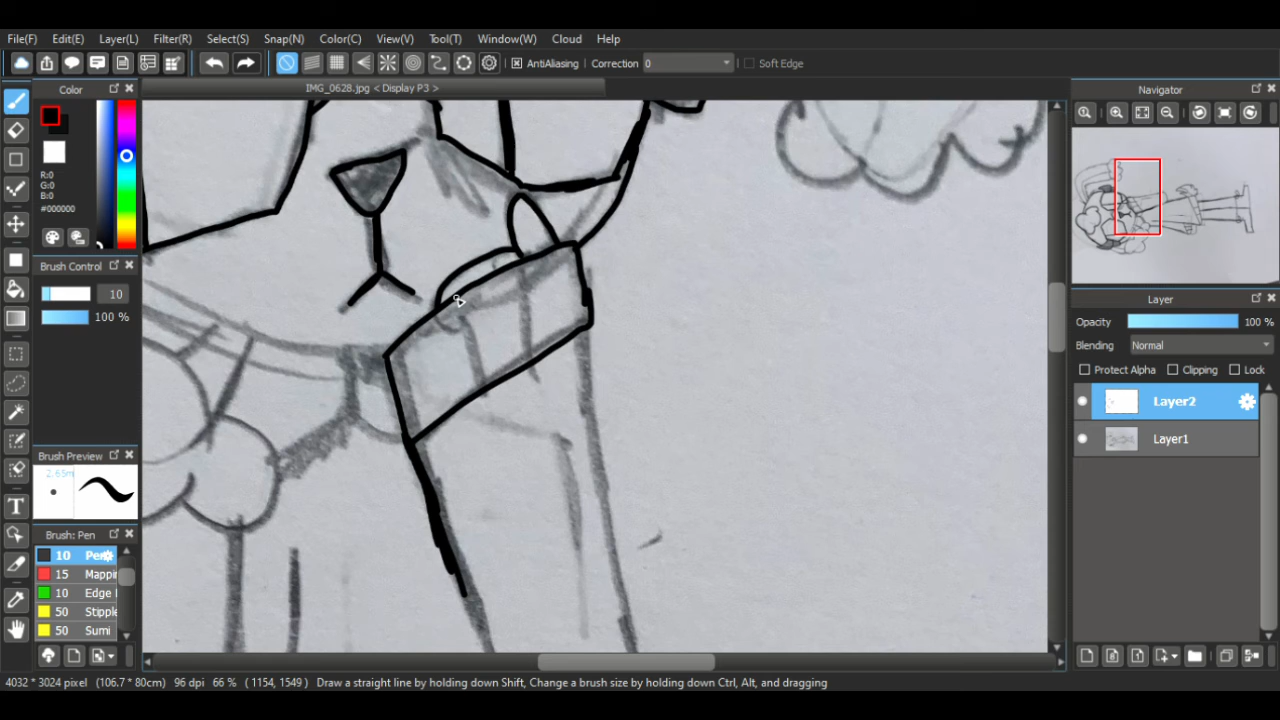 File(F) Edit(E) Layer(L) Filter(R) Select(S) Snap(N) Color(C) View(V) Tool(T) Window(W) Cloud Help
AntiAliasing Correction 0 Soft Edge
Color
IMG_0628.jpg < Display P3 >
Navigator
R:0
G:0
B:0
#000000
Brush Control
10
100 %
Layer
Opacity 100 %
Blending Normal
Protect Alpha Clipping Lock
Layer2
Layer1
Brush Preview
Brush: Pen
10 Pen
15 Mappin
10 Edge
50 Stipple
50 Sumi
4032 * 3024 pixel (106.7 * 80cm) 96 dpi 66 % ( 1154, 1549 ) Draw a straight line by holding down Shift, Change a brush size by holding down Ctrl, Alt, and dragging